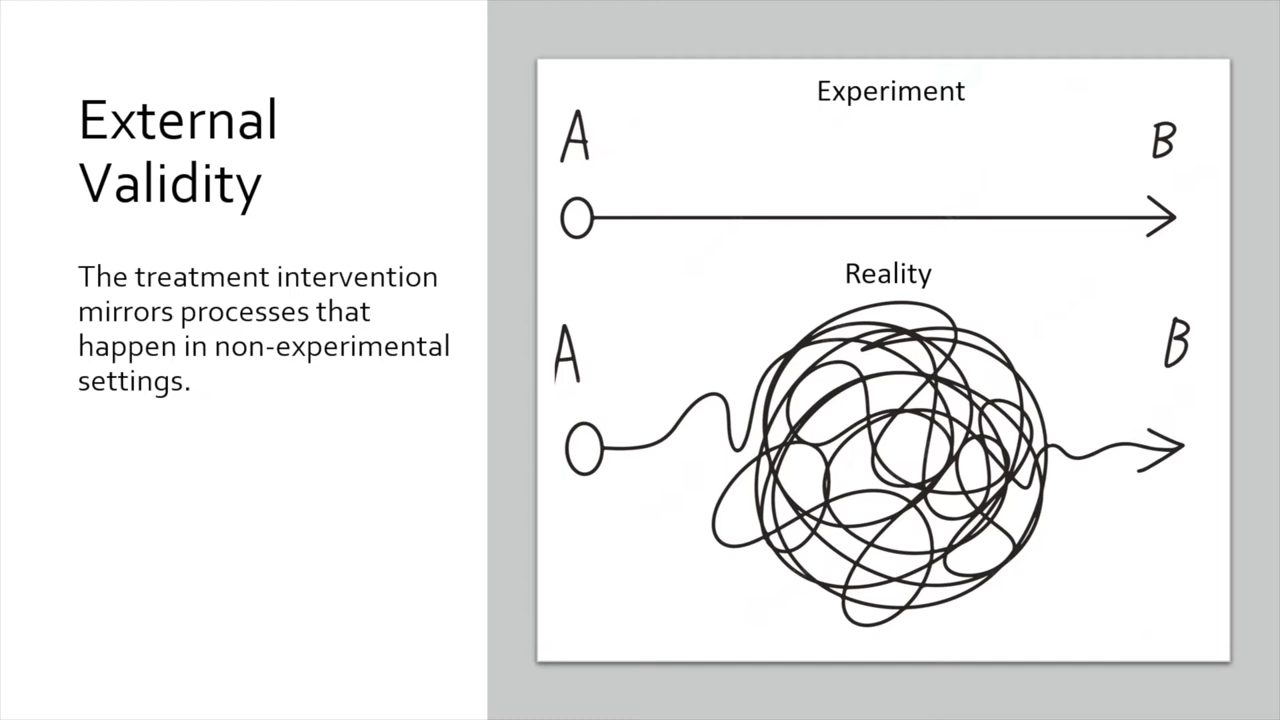 External
Validity
The treatment intervention
mirrors processes that
happen in non-experimental
settings.
Experiment
A
B
Reality
A
B